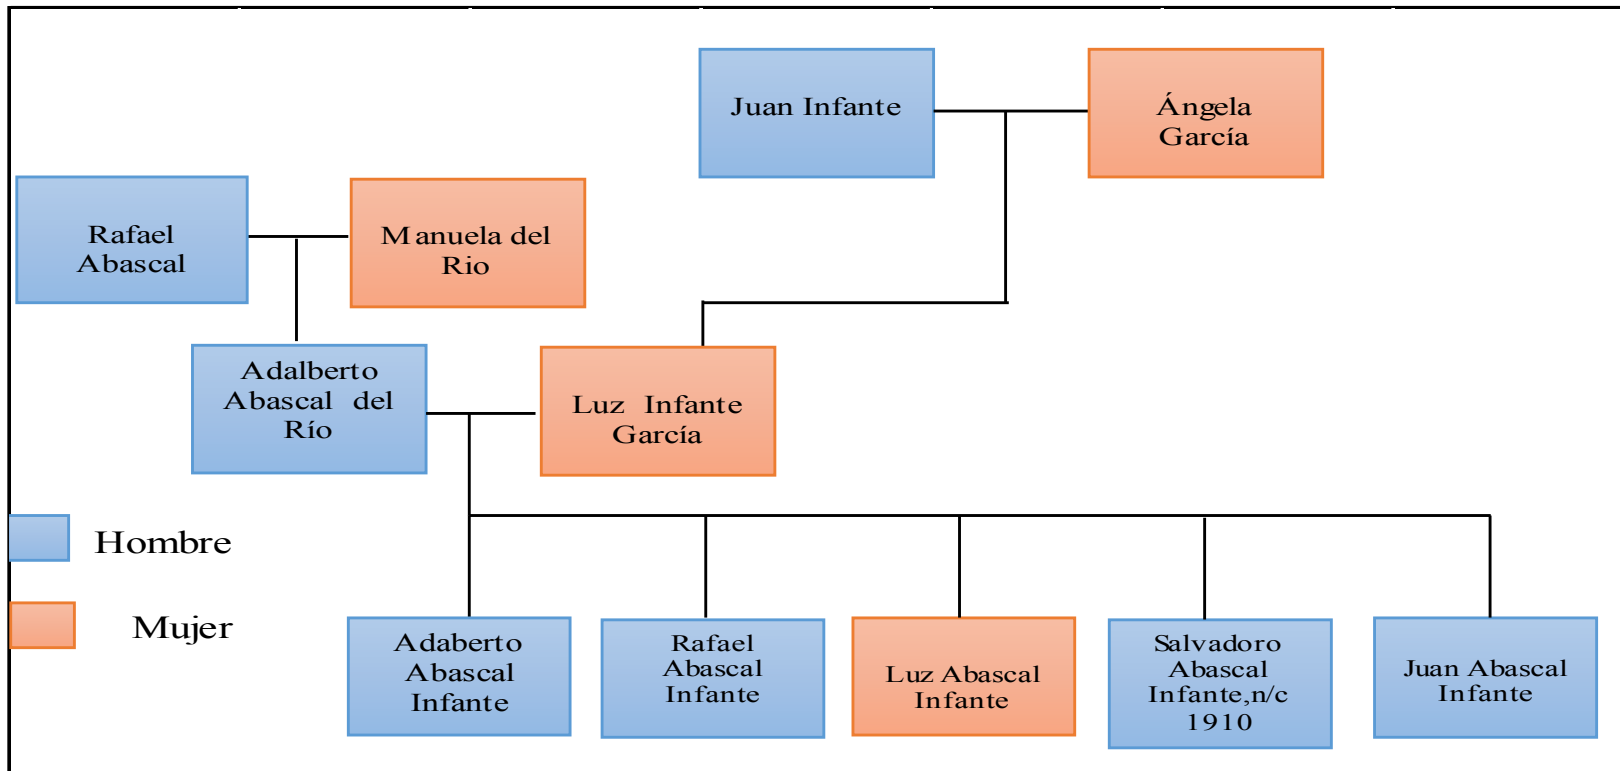 Juan Infante
Ángela
García
Rafael
Abascal
Manuela del
Rio
Adalberto
Abascal del
Río
Luz Infante
García
Hombre
Mujer
Adaberto
Abascal
Infante
Rafael
Abascal
Infante
Luz Abascal
Infante
Salvadoro
Abascal
Infante,n/c
1910
Juan Abascal
Infante